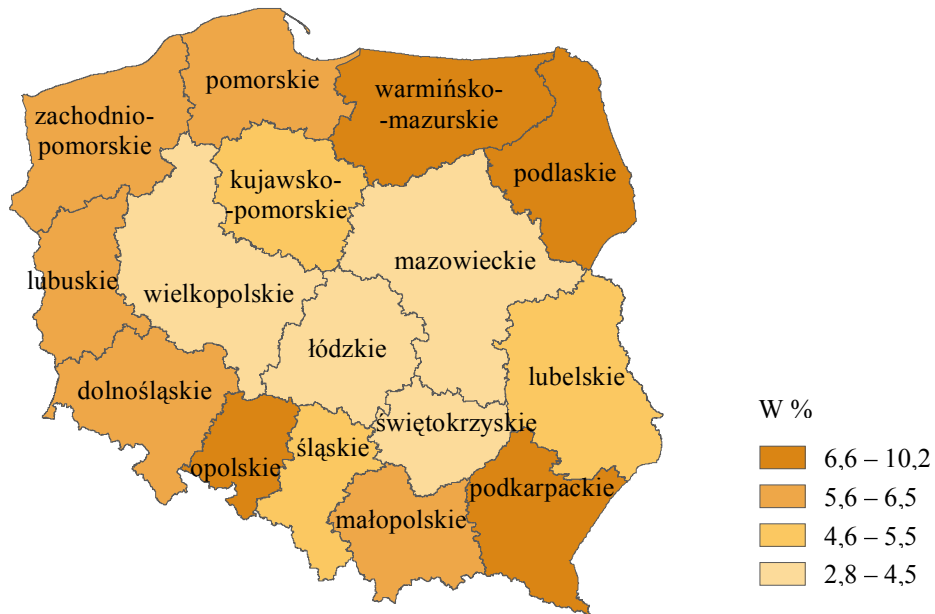 pomorskie
warmińsko-
-mazurskie
zachodnio-
pomorskie
podlaskie
kujawsko-
-pomorskie
mazowieckie
lubuskie
wielkopolskie
łódzkie
lubelskie
dolnośląskie
świętokrzyskie
śląskie
opolskie
podkarpackie
małopolskie
W %
6,6 – 10,2
5,6 – 6,5
4,6 – 5,5
2,8 – 4,5